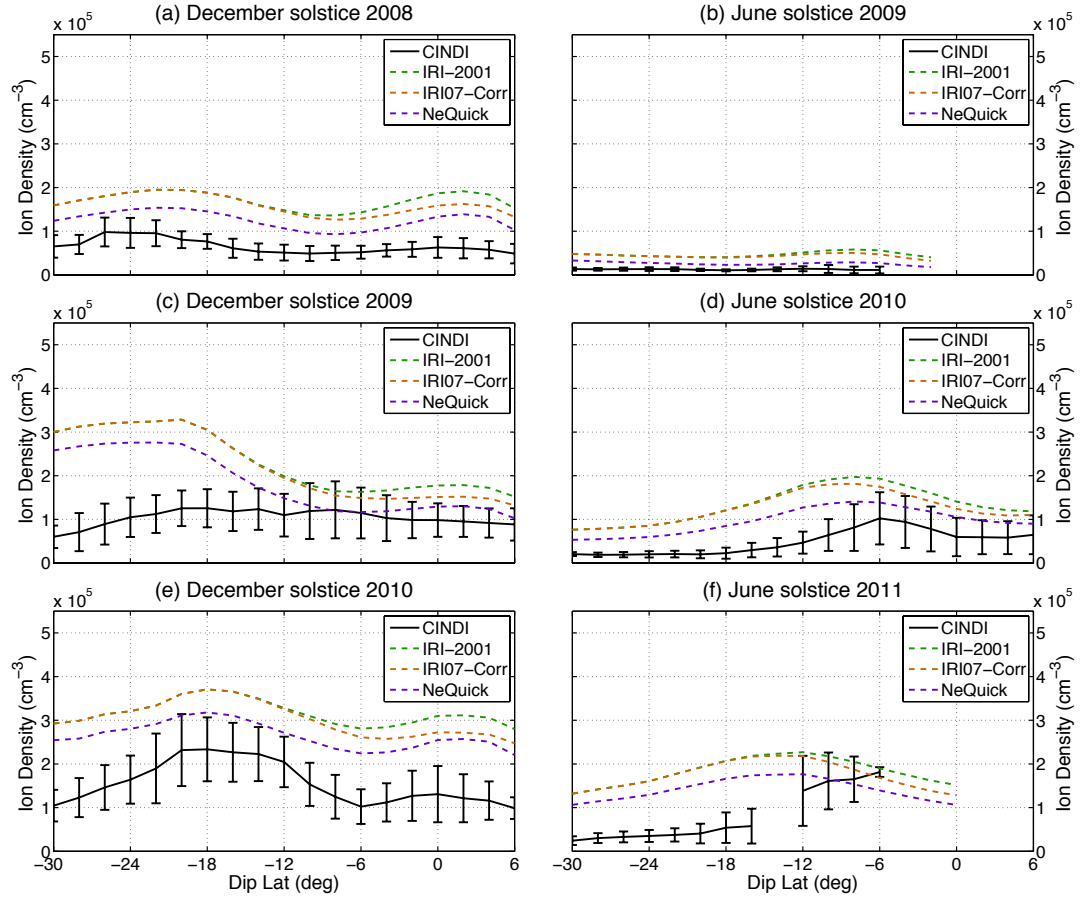 (a) December solstice 2008
x 10^5
Ion Density (cm^−3)
5
4
3
2
1
0
CINDI
IRI−2001
IRI07−Corr
NeQuick
(b) June solstice 2009
x 10^5
Ion Density (cm^−3)
5
4
3
2
1
0
CINDI
IRI−2001
IRI07−Corr
NeQuick
(c) December solstice 2009
x 10^5
Ion Density (cm^−3)
5
4
3
2
1
0
CINDI
IRI−2001
IRI07−Corr
NeQuick
(d) June solstice 2010
x 10^5
Ion Density (cm^−3)
5
4
3
2
1
0
CINDI
IRI−2001
IRI07−Corr
NeQuick
(e) December solstice 2010
x 10^5
Ion Density (cm^−3)
5
4
3
2
1
0
CINDI
IRI−2001
IRI07−Corr
NeQuick
−30 −24 −18 −12 −6 0 6
Dip Lat (deg)
(f) June solstice 2011
x 10^5
Ion Density (cm^−3)
5
4
3
2
1
0
CINDI
IRI−2001
IRI07−Corr
NeQuick
−30 −24 −18 −12 −6 0 6
Dip Lat (deg)